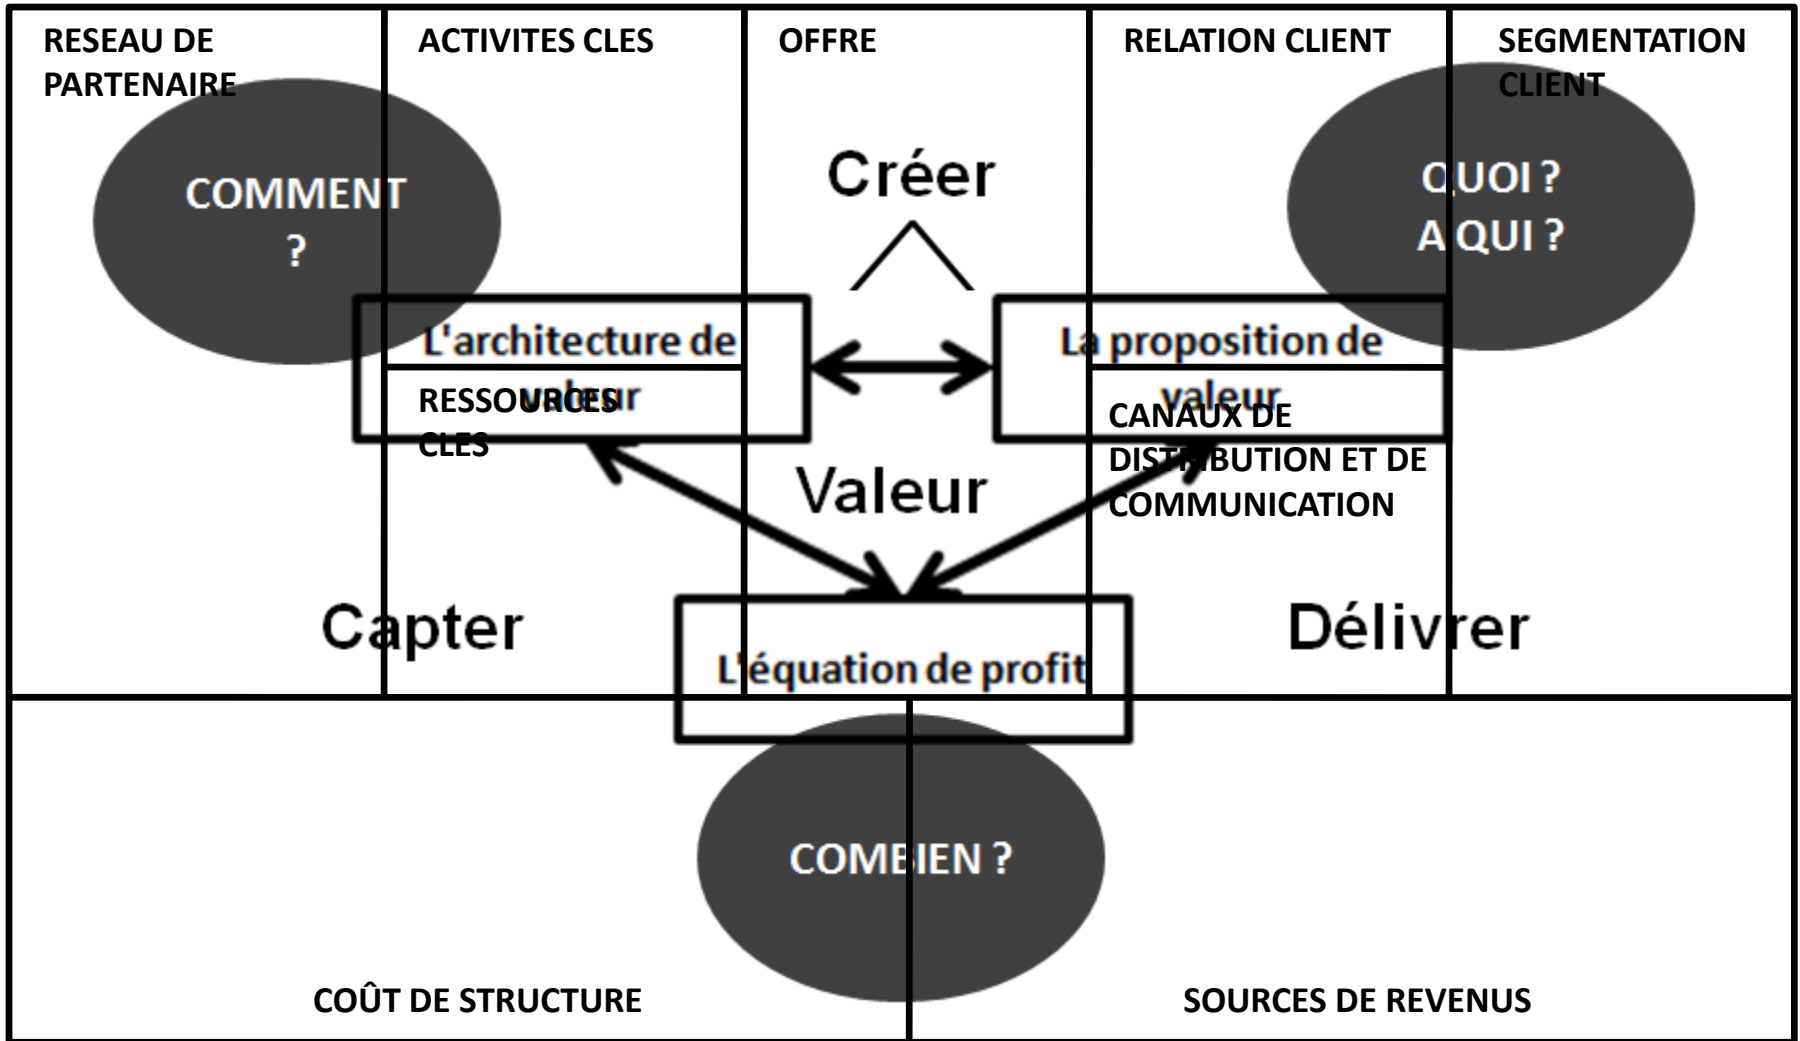 RESEAU DE
PARTENAIRE
ACTIVITES CLES
OFFRE
RELATION CLIENT
SEGMENTATION
CLIENT
COMMENT
?
Créer
QUOI ?
A QUI ?
L'architecture de
valeur
La proposition de
valeur
RESSOURCES
CLES
CANAUX DE
DISTRIBUTION ET DE
COMMUNICATION
Valeur
Capter
Délivrer
L'équation de profit
COMBIEN ?
COÛT DE STRUCTURE
SOURCES DE REVENUS